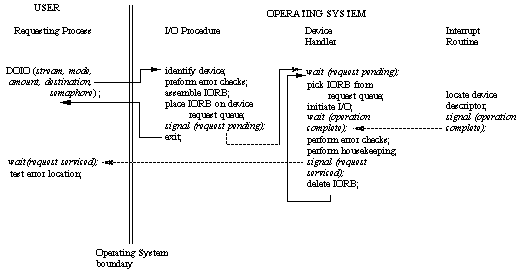 USER
OPERATING SYSTEM
Requesting Process
I/O Procedure
Device
Handler
Interrupt
Routine
DOIO (stream, mode,
amount, destination,
semaphore) ;
identify device;
preform error checks;
assemble IORB;
place IORB on device
request queue;
signal (request pending);
exit;
wait (request pending);
pick IORB from
request queue;
initiate I/O;
wait (operation
complete);
perform error checks;
perform housekeeping;
signal (request
serviced);
delete IORB;
locate device
descriptor;
signal (operation
complete);
wait(request serviced);
test error location;
Operating System
boundary